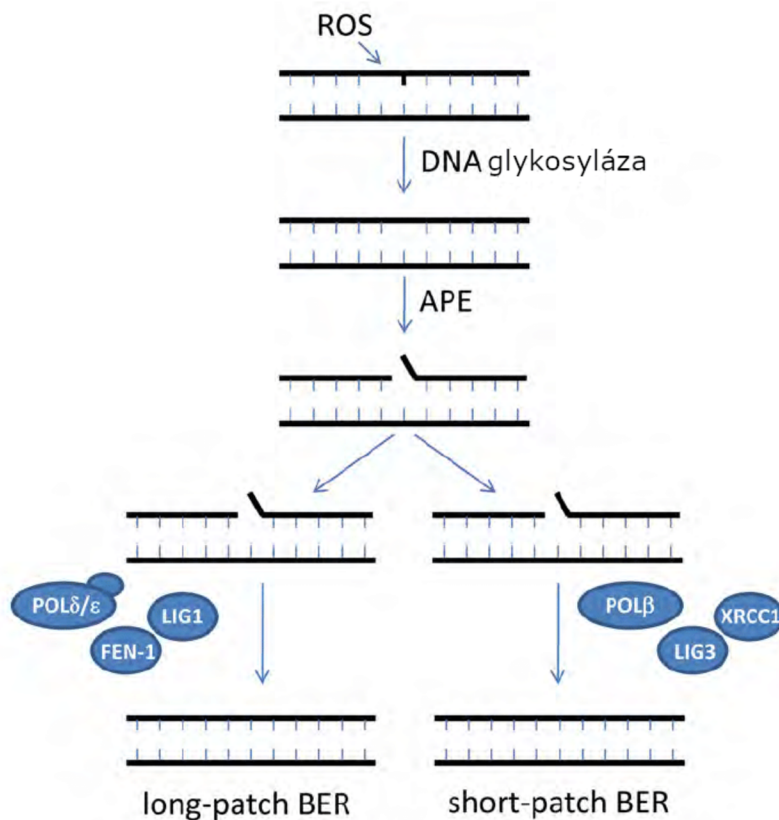 ROS
DNA glykosyláza
APE
POLδ/ε
LIG1
FEN-1
POLβ
XRCC1
LIG3
long-patch BER
short-patch BER